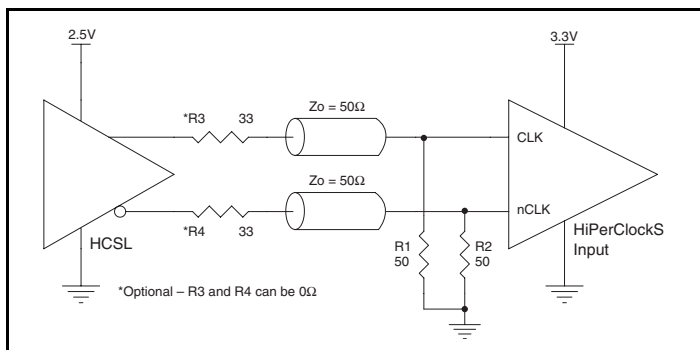 2.5V
3.3V
*R3 33
Zo = 50Ω
CLK
Zo = 50Ω
nCLK
*R4 33
HCSL
R1
50
R2
50
HiPerClockS
Input
*Optional – R3 and R4 can be 0Ω